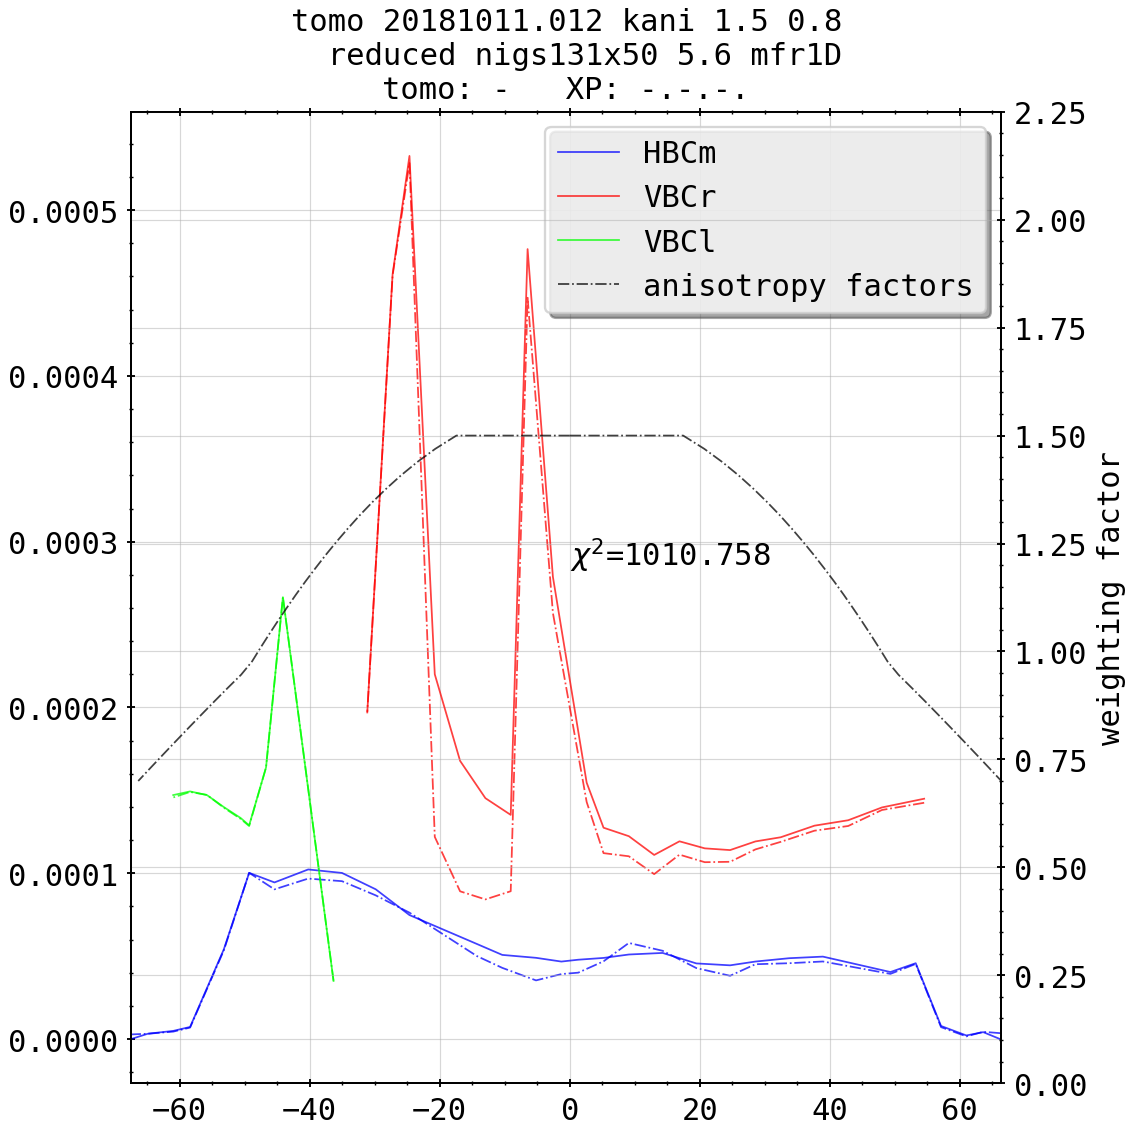 tomo 20181011.012 kani 1.5 0.8
reduced nigs131x50 5.6 mfr1D
tomo: -   XP: -.-.-.
HBCm
VBCr
VBCl
anisotropy factors
χ²=1010.758
0.0005
0.0004
0.0003
0.0002
0.0001
0.0000
2.25
2.00
1.75
1.50
1.25
1.00
0.75
0.50
0.25
0.00
weighting factor
−60 −40 −20 0 20 40 60